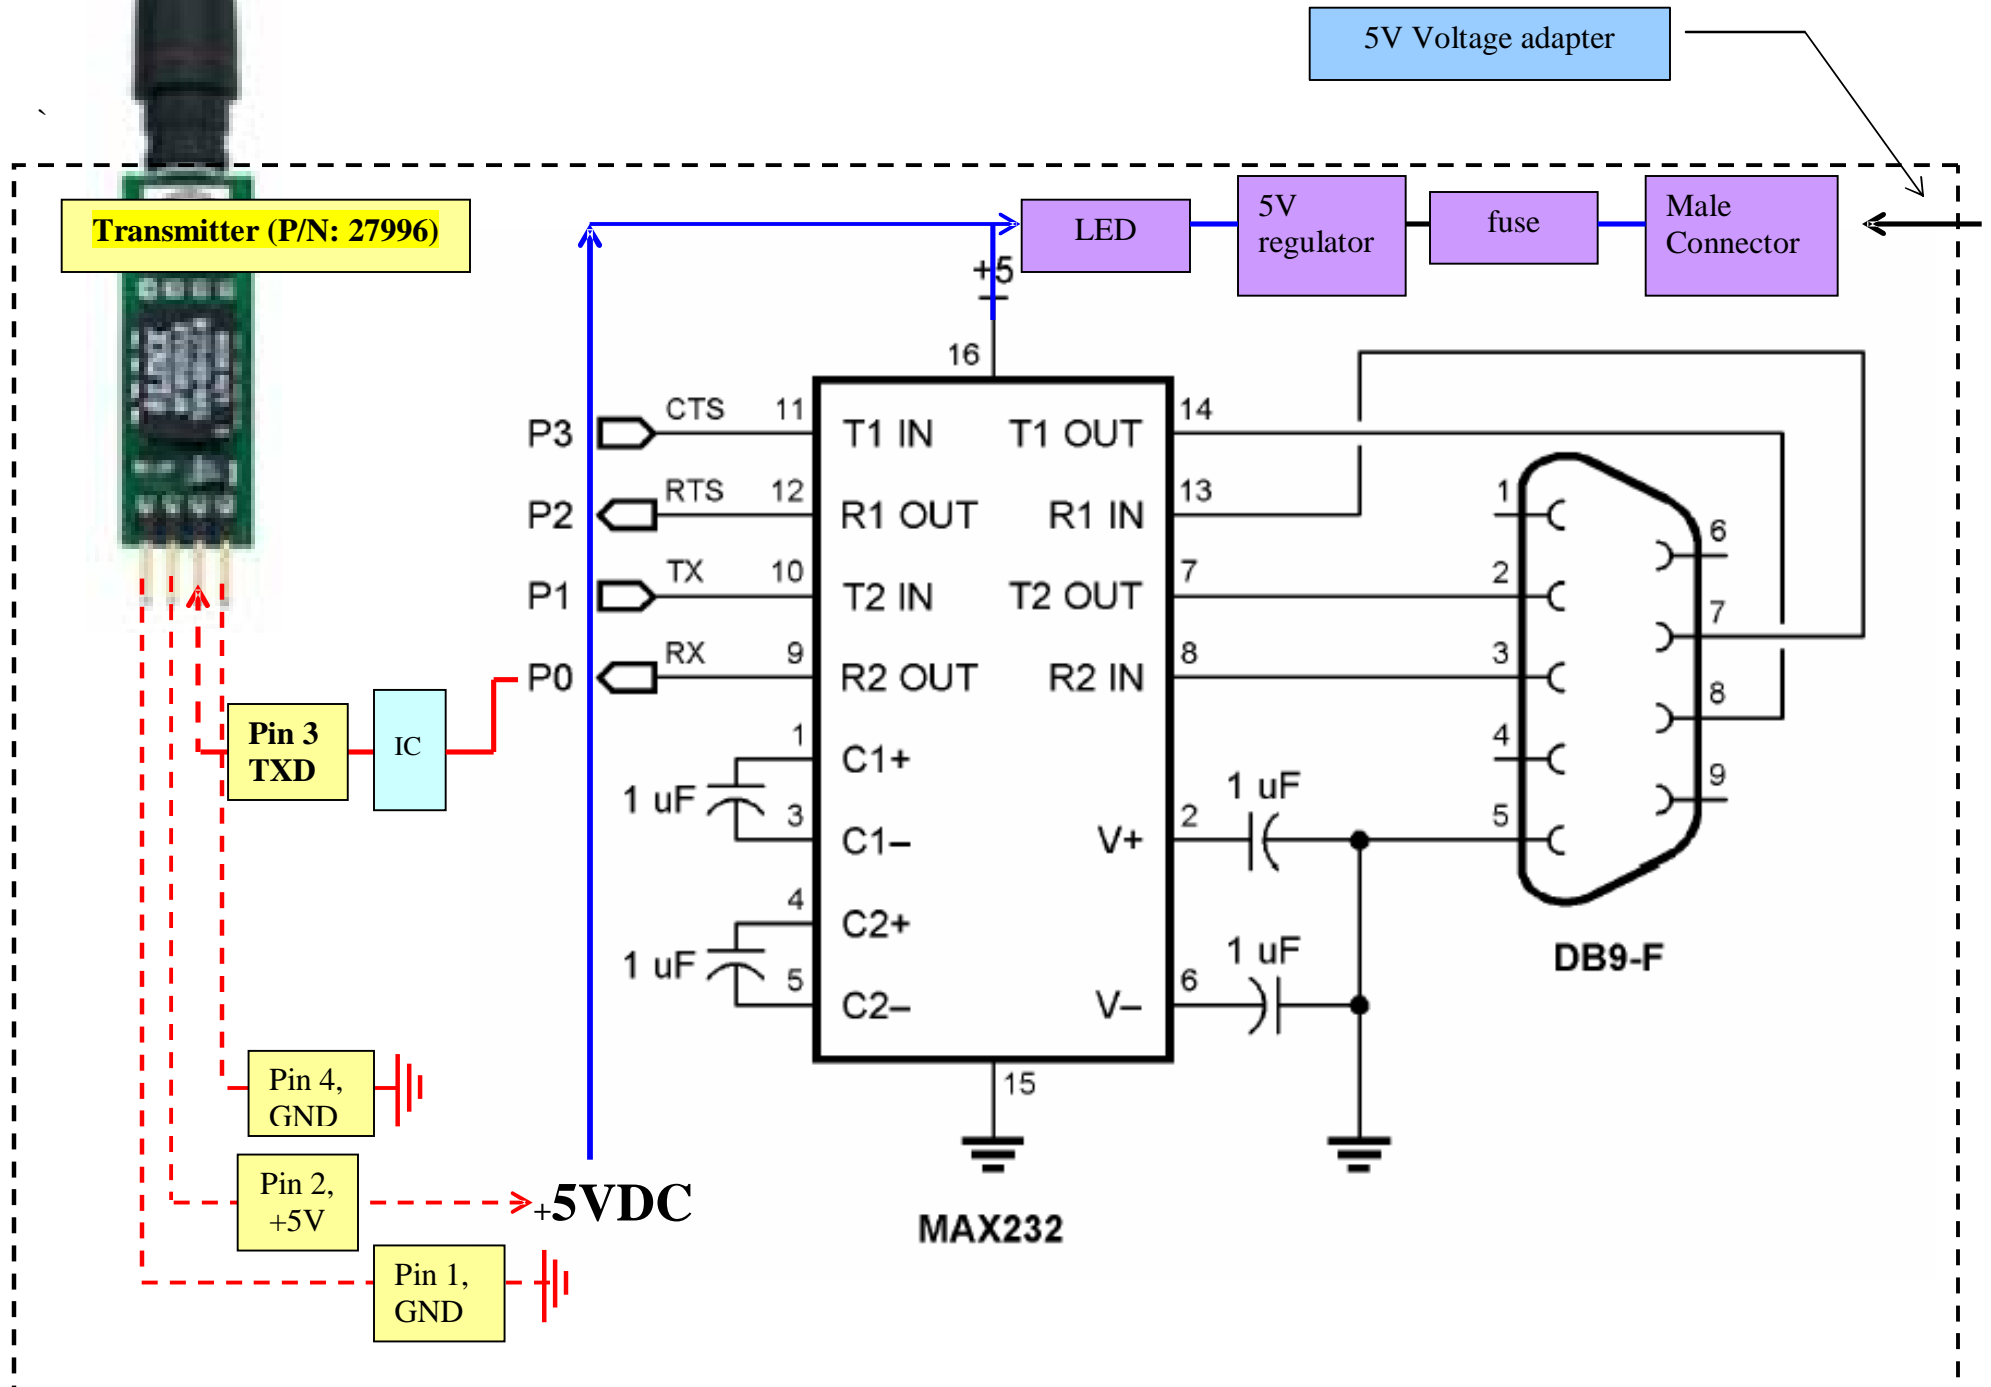 5V Voltage adapter
`
Transmitter (P/N: 27996)
LED
5V
regulator
fuse
Male
Connector
+5
16
P3
CTS
11
T1 IN
T1 OUT
14
P2
RTS
12
R1 OUT
R1 IN
13
P1
TX
10
T2 IN
T2 OUT
7
P0
RX
9
R2 OUT
R2 IN
8
1
C1+
1 uF
3
C1–
4
C2+
1 uF
5
C2–
V+
2
1 uF
V–
6
1 uF
15
MAX232
1
2
3
4
5
6
7
8
9
DB9-F
Pin 3
TXD
IC
Pin 4,
GND
Pin 2,
+5V
+5VDC
Pin 1,
GND